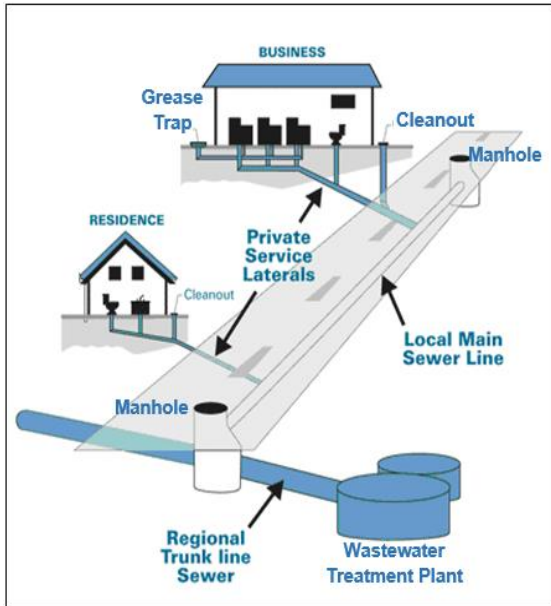 BUSINESS
Grease
Trap
Cleanout
Manhole
RESIDENCE
Private
Service
Laterals
Cleanout
Local Main
Sewer Line
Manhole
Regional
Trunk line
Sewer
Wastewater
Treatment Plant